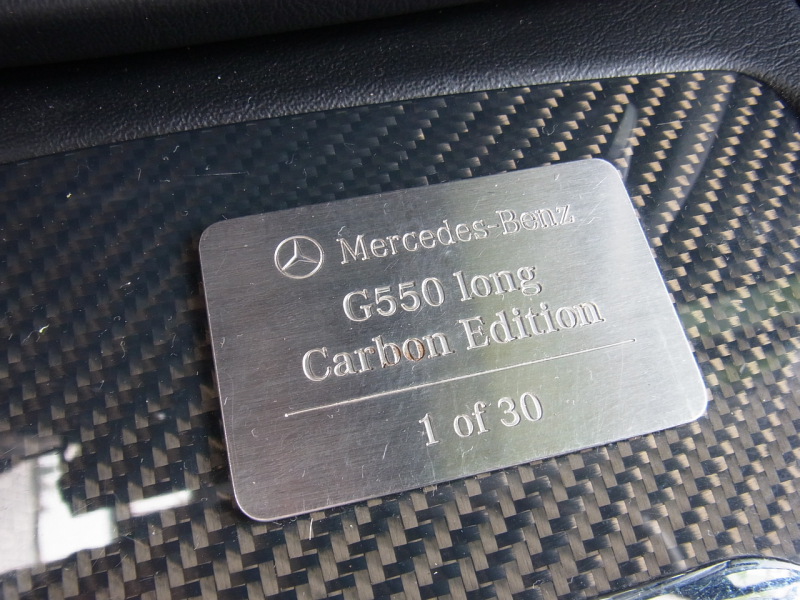 Mercedes-Benz
G550 long
Carbon Edition
1 of 30